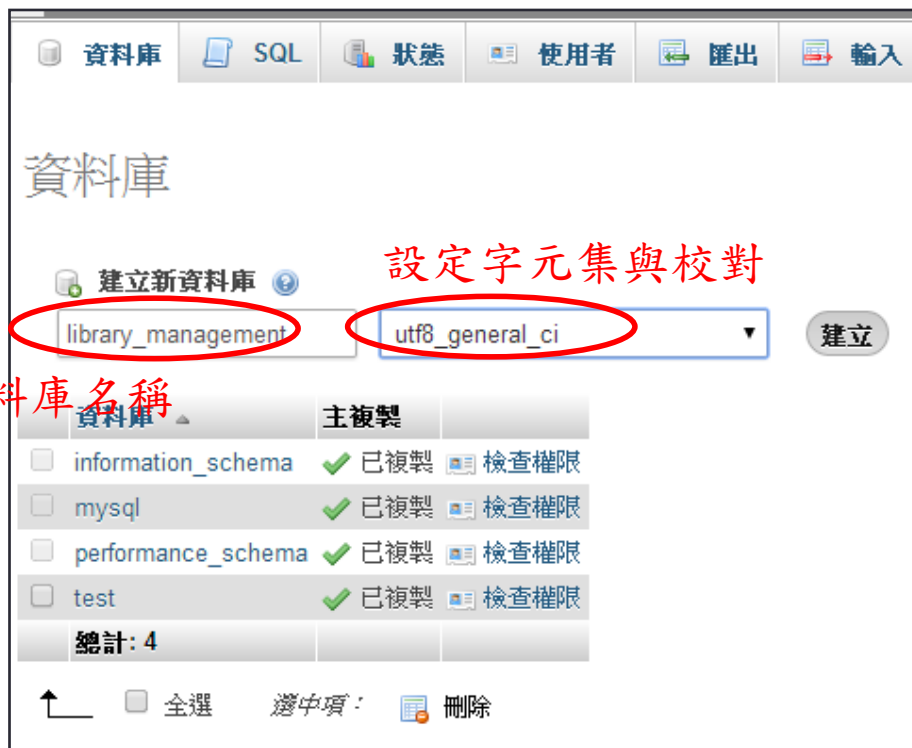 資料庫 SQL 狀態 使用者 匯出 輸入
資料庫
設定字元集與校對
建立新資料庫
library_management utf8_general_ci 建立
料庫名稱
資料庫 主複製
information_schema 已複製 檢查權限
mysql 已複製 檢查權限
performance_schema 已複製 檢查權限
test 已複製 檢查權限
總計: 4
全選 選中項： 刪除